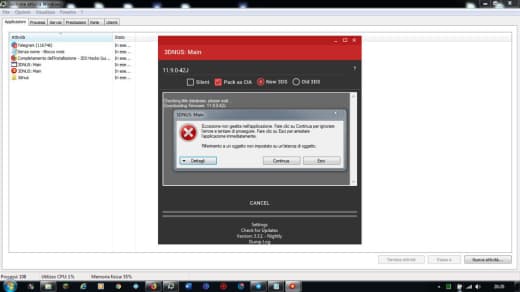 Gestione attività Windows
File Opzioni Visualizza Finestre ?
Applicazioni Processi Servizi Prestazioni Rete Utenti
Attività Stato
Telegram (116746) In ese...
Senza nome - Blocco note In ese...
Completamento dell'installazione - 3DS Hacks Gui... In ese...
3DNUS: Main In ese...
3DNUS: Main In ese...
3dnus In ese...
3DNUS: Main
11.9.0-42J
?
Silent Pack as CIA New 3DS Old 3DS
Checking title database, please wait...
Downloading Firmware: 11.9.0-42J
3DNUS: Main
Eccezione non gestita nell'applicazione. Fare clic su Continua per ignorare
l'errore e tentare di proseguire. Fare clic su Esci per arrestare
l'applicazione immediatamente.
Riferimento a un oggetto non impostato su un'istanza di oggetto.
Dettagli Continua Esci
CANCEL
Settings
Check for Updates
Version: 3.3.1 - Nightly
Dump Log
Termina attività Passa a Nuova attività...
Processi: 108 Utilizzo CPU: 1% Memoria fisica: 55%